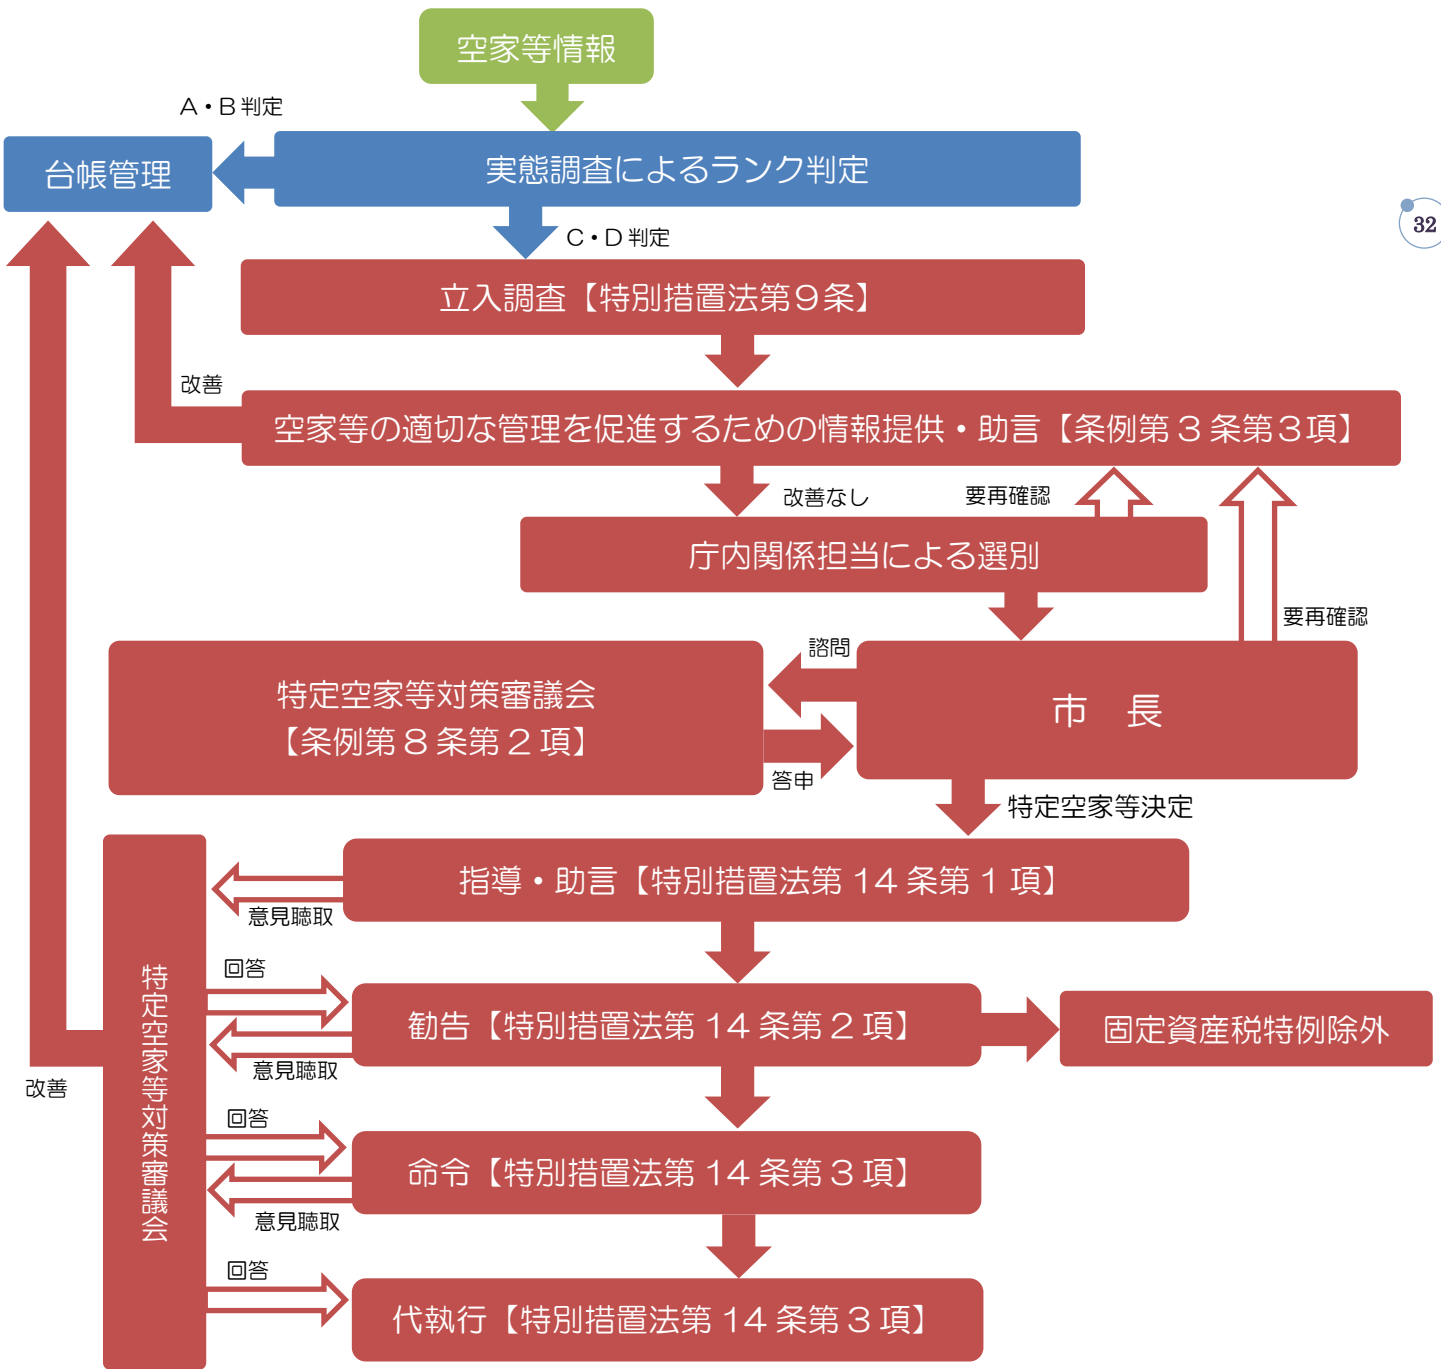 空家等情報
A・B 判定
台帳管理
実態調査によるランク判定
C・D 判定
32
立入調査【特別措置法第９条】
改善
空家等の適切な管理を促進するための情報提供・助言【条例第 3 条第３項】
改善なし
要再確認
庁内関係担当による選別
要再確認
諮問
特定空家等対策審議会
【条例第 8 条第 2 項】
市　長
答申
特定空家等決定
指導・助言【特別措置法第 14 条第 1 項】
意見聴取
回答
勧告【特別措置法第 14 条第 2 項】
固定資産税特例除外
意見聴取
改善
特定空家等対策審議会
回答
命令【特別措置法第 14 条第 3 項】
意見聴取
回答
代執行【特別措置法第 14 条第 3 項】